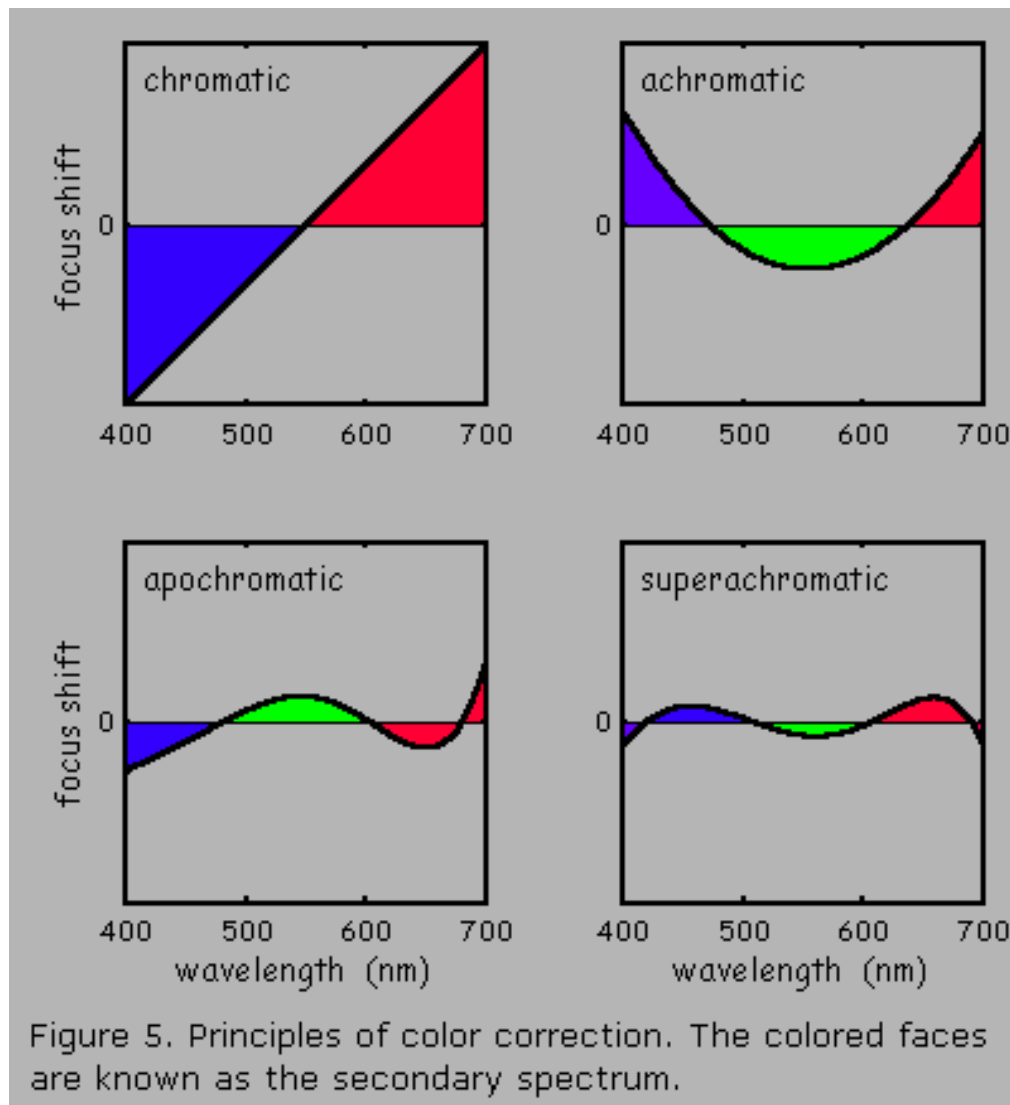 chromatic
focus shift
0
400 500 600 700
achromatic
0
400 500 600 700
apochromatic
focus shift
0
400 500 600 700
wavelength (nm)
superachromatic
0
400 500 600 700
wavelength (nm)
Figure 5. Principles of color correction. The colored faces
are known as the secondary spectrum.